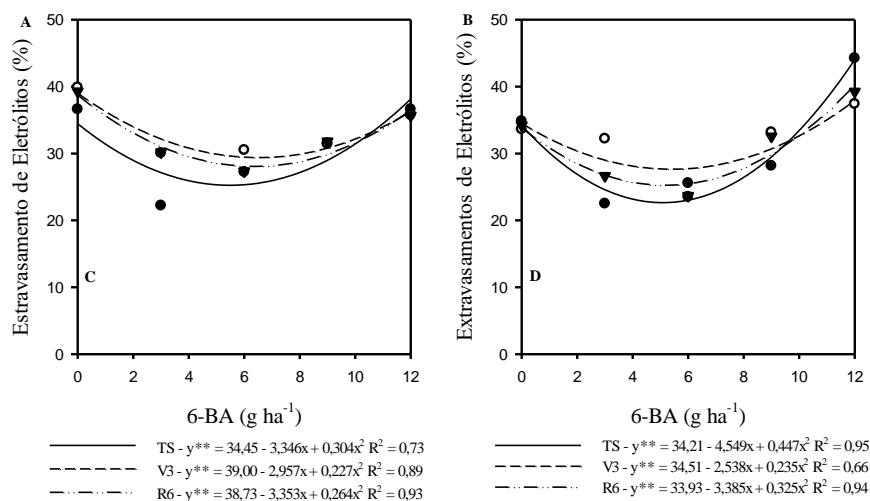 A
Estravasamento de Eletrólitos (%)
50
40
30
20
10
0
C
0 2 4 6 8 10 12
6-BA (g ha⁻¹)
TS - y** = 34,45 - 3,346x + 0,304x² R² = 0,73
V3 - y** = 39,00 - 2,957x + 0,227x² R² = 0,89
R6 - y** = 38,73 - 3,353x + 0,264x² R² = 0,93
B
Extravasamentos de Eletrólitos (%)
50
40
30
20
10
0
D
0 2 4 6 8 10 12
6-BA (g ha⁻¹)
TS - y** = 34,21 - 4,549x + 0,447x² R² = 0,95
V3 - y** = 34,51 - 2,538x + 0,235x² R² = 0,66
R6 - y** = 33,93 - 3,385x + 0,325x² R² = 0,94